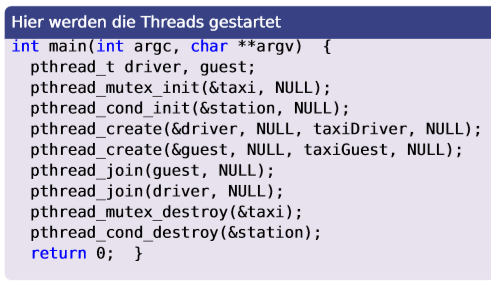 Hier werden die Threads gestartet
int main(int argc, char **argv)  {
  pthread_t driver, guest;
  pthread_mutex_init(&taxi, NULL);
  pthread_cond_init(&station, NULL);
  pthread_create(&driver, NULL, taxiDriver, NULL);
  pthread_create(&guest, NULL, taxiGuest, NULL);
  pthread_join(guest, NULL);
  pthread_join(driver, NULL);
  pthread_mutex_destroy(&taxi);
  pthread_cond_destroy(&station);
  return 0;  }